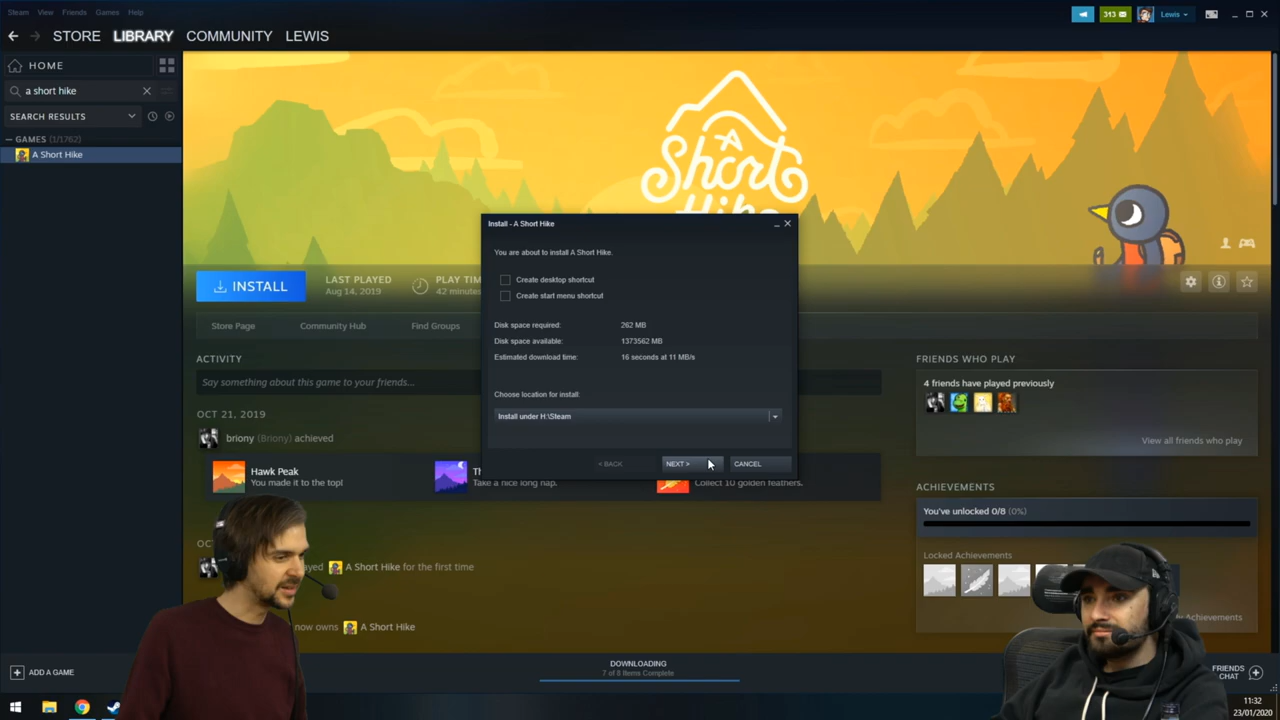 Steam View Friends Games Help
313
Lewis
STORE LIBRARY COMMUNITY LEWIS
HOME
a short hike
SEARCH RESULTS
GAMES (1/1762)
A Short Hike
A
Short
Hike
INSTALL
LAST PLAYED
Aug 14, 2019
PLAY TIM
42 minutes
Store Page Community Hub Find Groups
Install - A Short Hike
You are about to install A Short Hike.
Create desktop shortcut
Create start menu shortcut
Disk space required: 262 MB
Disk space available: 1373562 MB
Estimated download time: 16 seconds at 11 MB/s
Choose location for install:
Install under H:\Steam
< BACK NEXT > CANCEL
ACTIVITY
Say something about this game to your friends...
OCT 21, 2019
briony (Briony) achieved
Hawk Peak
You made it to the top!
Th
Take a nice long nap.
Collect 10 golden feathers.
OC
ayed A Short Hike for the first time
now owns A Short Hike
FRIENDS WHO PLAY
4 friends have played previously
View all friends who play
ACHIEVEMENTS
You've unlocked 0/8 (0%)
Locked Achievements
Achievements
ADD A GAME
DOWNLOADING
7 of 8 Items Complete
FRIENDS
CHAT
11:32
23/01/2020